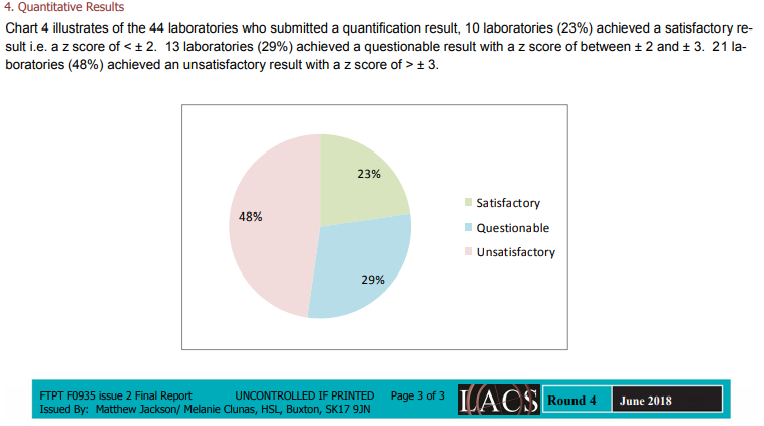 4. Quantitative Results
Chart 4 illustrates of the 44 laboratories who submitted a quantification result, 10 laboratories (23%) achieved a satisfactory re-
sult i.e. a z score of < ± 2.  13 laboratories (29%) achieved a questionable result with a z score of between ± 2 and ± 3.  21 la-
boratories (48%) achieved an unsatisfactory result with a z score of > ± 3.
23%
48%
29%
Satisfactory
Questionable
Unsatisfactory
FTPT F0935 issue 2 Final Report UNCONTROLLED IF PRINTED Page 3 of 3
Issued By: Matthew Jackson/ Melanie Clunas, HSL, Buxton, SK17 9JN
LACS
Round 4
June 2018